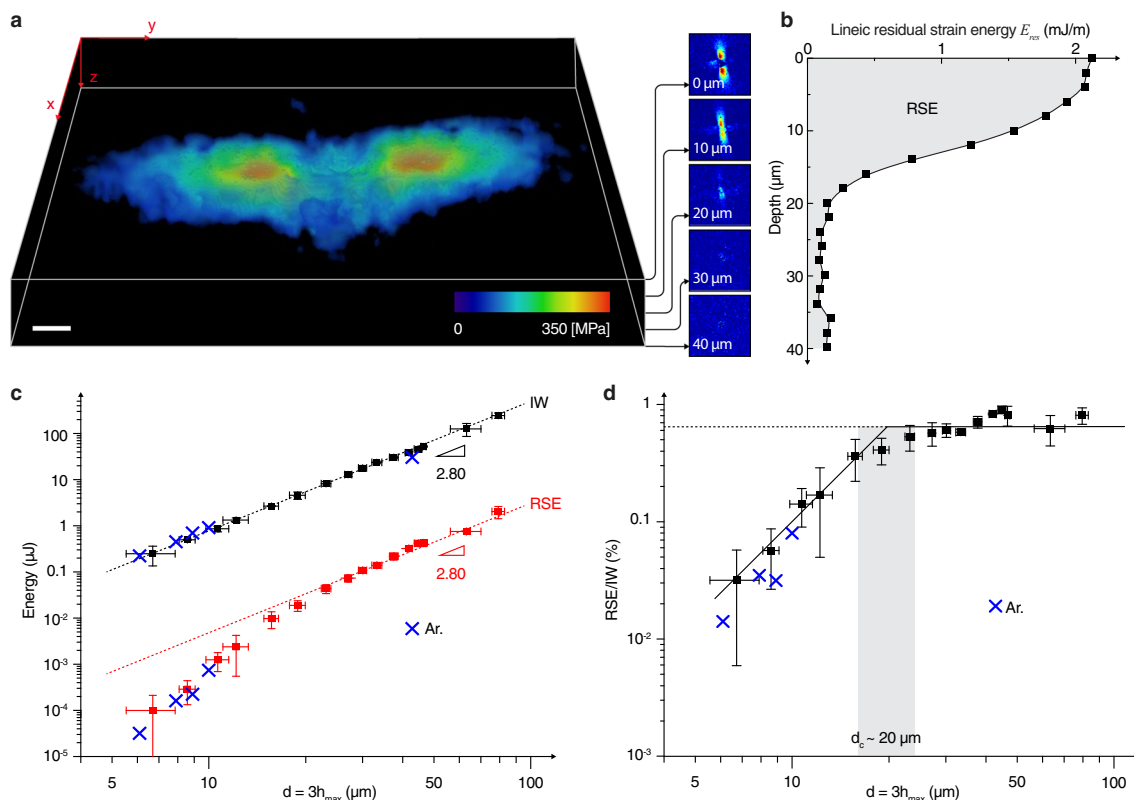 a
y
z
x
0
350 [MPa]
0 µm
10 µm
20 µm
30 µm
40 µm
b
Lineic residual strain energy E_res (mJ/m)
0
1
2
0
10
20
30
40
Depth (µm)
RSE
c
Energy (µJ)
100
10
1
0.1
10^-2
10^-3
10^-4
10^-5
IW
2.80
RSE
2.80
Ar.
5
10
50
100
d = 3h_max (µm)
d
RSE/IW (%)
1
0.1
10^-2
10^-3
Ar.
d_c ~ 20 µm
5
10
50
100
d = 3h_max (µm)